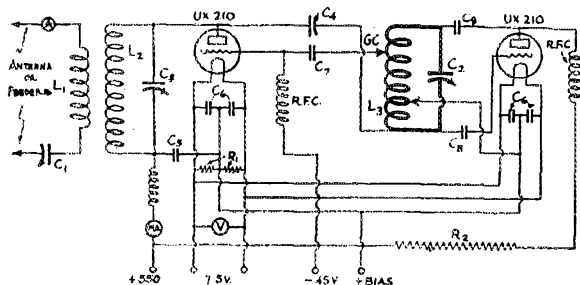 UX 210
UX 210
A
ANTENNA
OR
FEEDERS
L1
L2
C3
C4
C7
GC
C2
L3
C9
R.F.C.
C6
R.F.C.
C8
C6
C1
C5
R1
MA
V
R2
+550
7.5V.
-45V
+BIAS